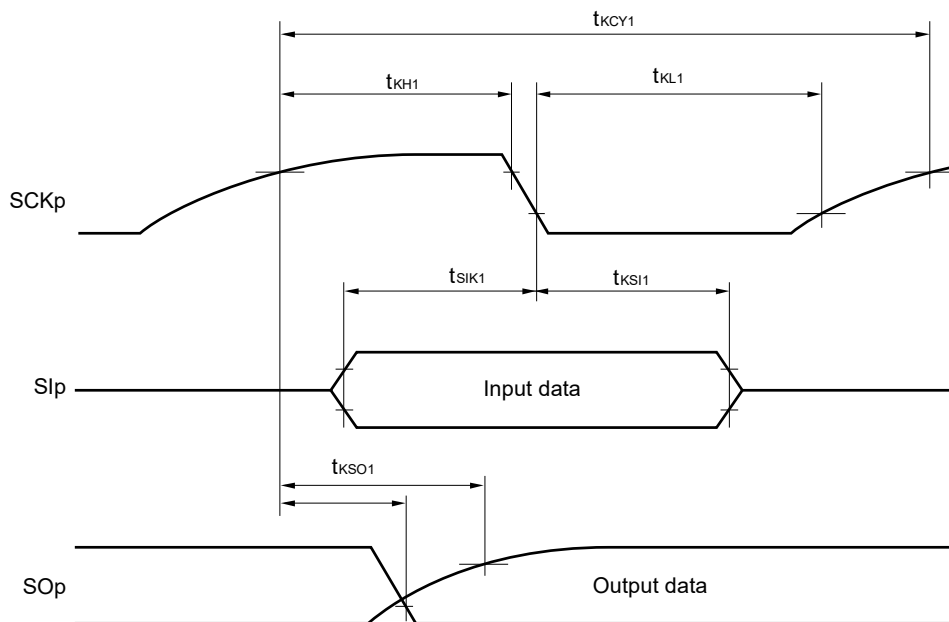 tKCY1
tKH1
tKL1
SCKp
tSIK1
tKSI1
SIp
Input data
tKSO1
SOp
Output data